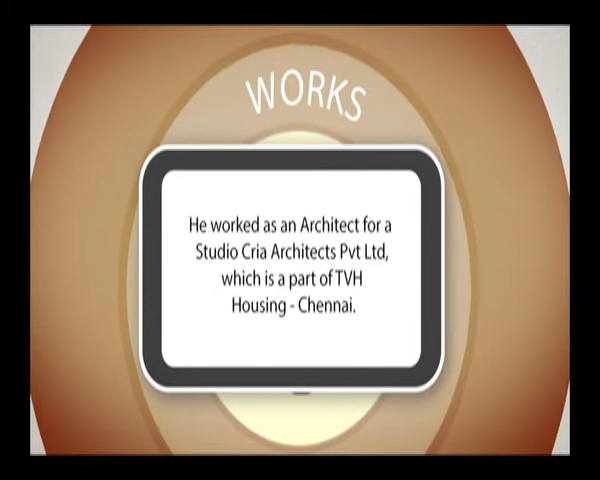 WORKS
He worked as an Architect for a
Studio Cria Architects Pvt Ltd,
which is a part of TVH
Housing - Chennai.